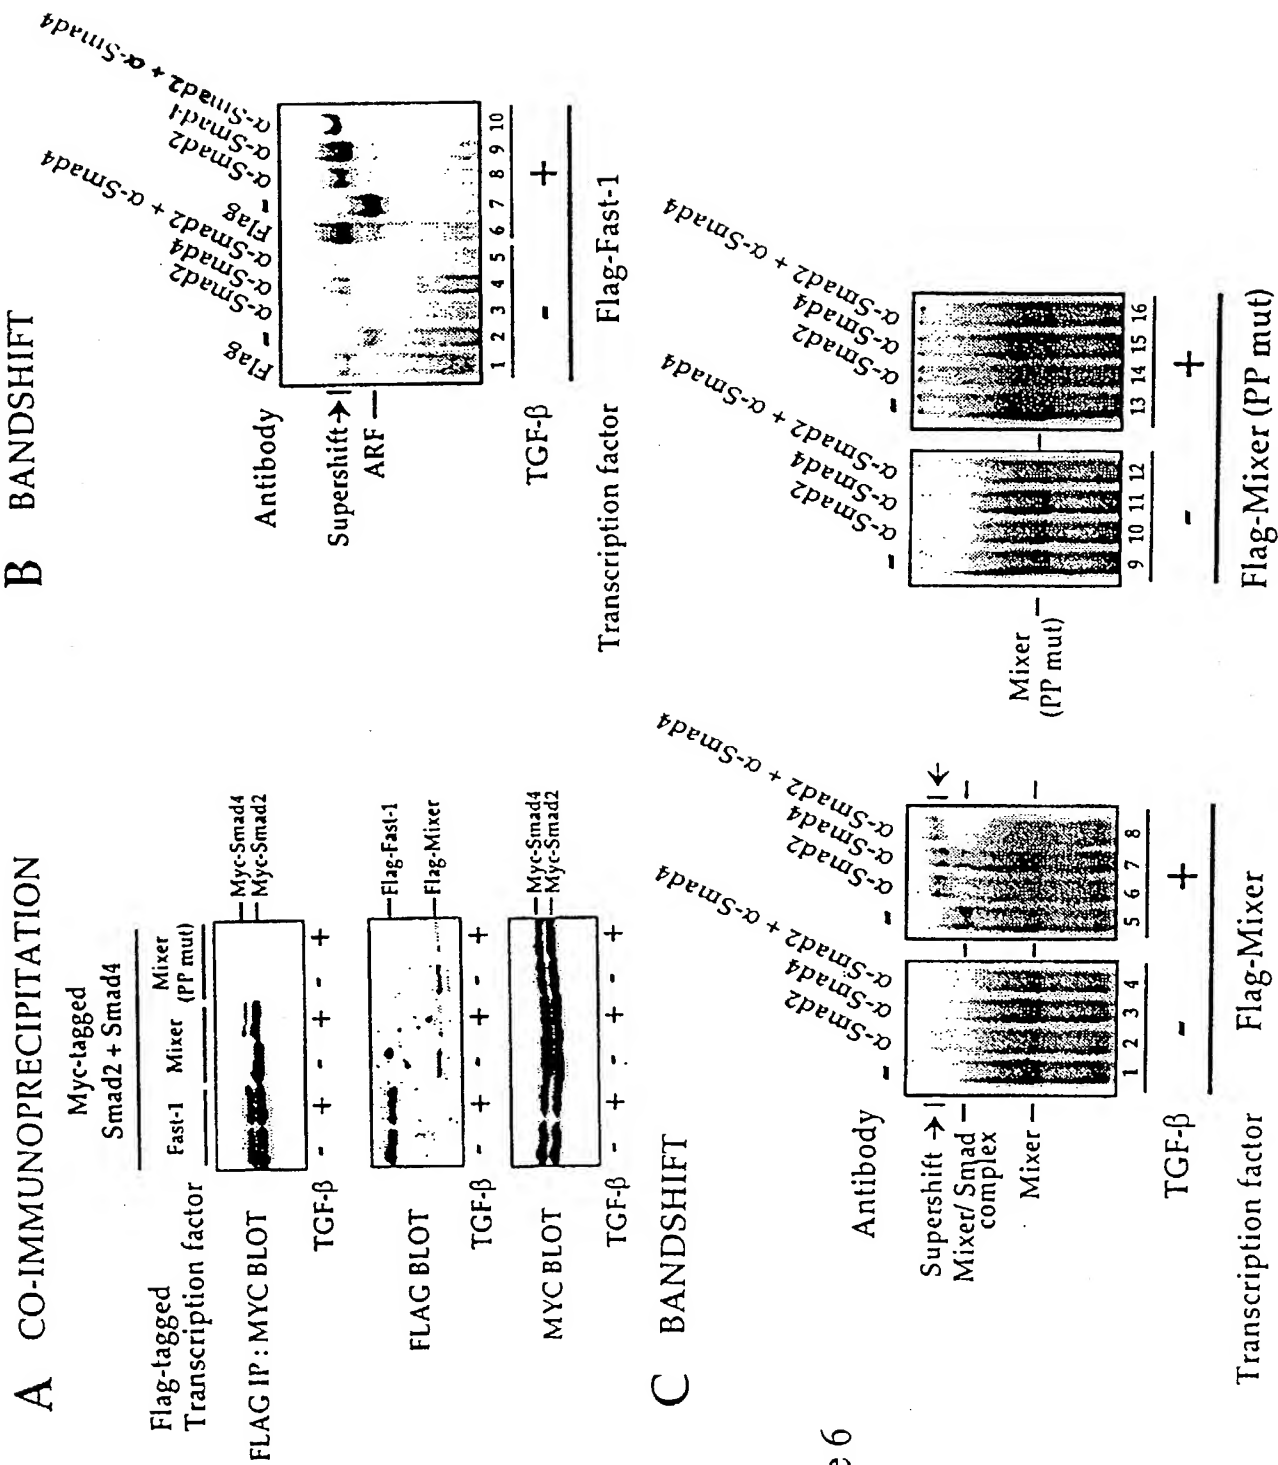 A CO-IMMUNOPRECIPITATION
Myc-tagged
Smad2 + Smad4
Flag-tagged
Transcription factor
Fast-1 Mixer Mixer
(PP mut)
FLAG IP : MYC BLOT
Myc-Smad4
Myc-Smad2
TGF-β - + - + - +
FLAG BLOT
Flag-Fast-1
Flag-Mixer
TGF-β - + - + - +
MYC BLOT
Myc-Smad4
Myc-Smad2
TGF-β - + - + - +
B BANDSHIFT
Antibody
Flag
-
α-Smad2
α-Smad4
α-Smad2 + α-Smad4
Flag
-
α-Smad2
α-Smad4
α-Smad2 + α-Smad4
Supershift →
ARF
1 2 3 4 5 6 7 8 9 10
TGF-β - +
Transcription factor Flag-Fast-1
C BANDSHIFT
Antibody
-
α-Smad2
α-Smad4
α-Smad2 + α-Smad4
-
α-Smad2
α-Smad4
α-Smad2 + α-Smad4
-
α-Smad2
α-Smad4
α-Smad2 + α-Smad4
-
α-Smad2
α-Smad4
α-Smad2 + α-Smad4
Supershift →
Mixer/ Smad
complex
Mixer
←
Mixer
(PP mut)
1 2 3 4 5 6 7 8 9 10 11 12 13 14 15 16
TGF-β - + - +
Transcription factor Flag-Mixer Flag-Mixer (PP mut)
e 6